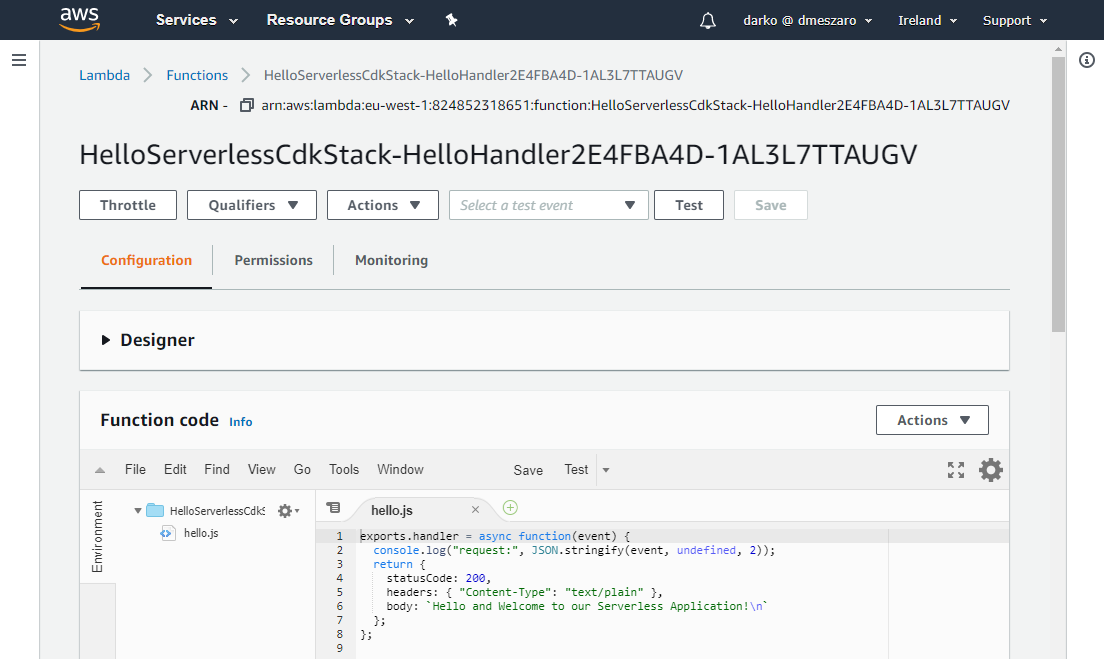 aws Services Resource Groups darko @ dmeszaro Ireland Support
Lambda Functions HelloServerlessCdkStack-HelloHandler2E4FBA4D-1AL3L7TTAUGV
ARN - arn:aws:lambda:eu-west-1:824852318651:function:HelloServerlessCdkStack-HelloHandler2E4FBA4D-1AL3L7TTAUGV
HelloServerlessCdkStack-HelloHandler2E4FBA4D-1AL3L7TTAUGV
Throttle Qualifiers Actions Select a test event Test Save
Configuration Permissions Monitoring
Designer
Function code Info Actions
File Edit Find View Go Tools Window Save Test
Environment
HelloServerlessCdkS
hello.js
hello.js
1 exports.handler = async function(event) {
2   console.log("request:", JSON.stringify(event, undefined, 2));
3   return {
4     statusCode: 200,
5     headers: { "Content-Type": "text/plain" },
6     body: `Hello and Welcome to our Serverless Application!\n`
7   };
8 };
9